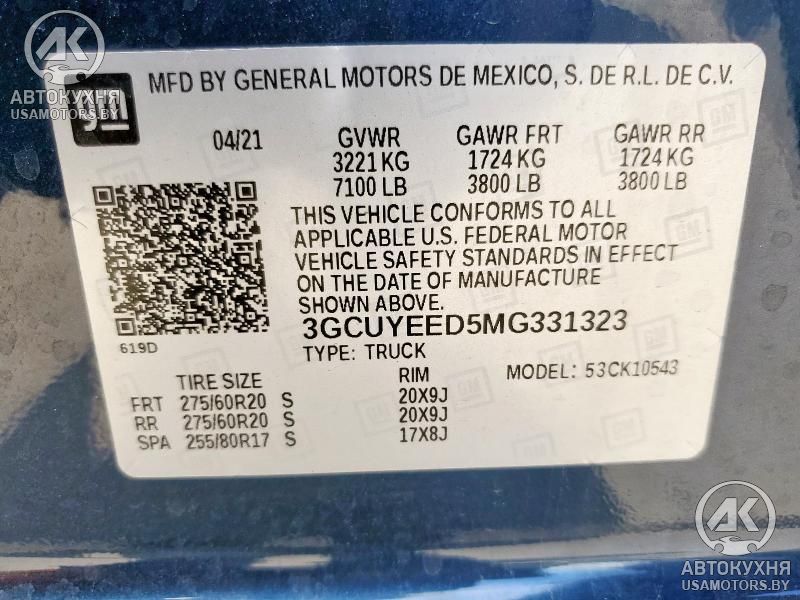 AK
АВТОКУХНЯ
USAMOTORS.BY
gm
MFD BY GENERAL MOTORS DE MEXICO, S. DE R.L. DE C.V.
04/21 GVWR GAWR FRT GAWR RR
3221 KG 1724 KG 1724 KG
7100 LB 3800 LB 3800 LB
THIS VEHICLE CONFORMS TO ALL
APPLICABLE U.S. FEDERAL MOTOR
VEHICLE SAFETY STANDARDS IN EFFECT
ON THE DATE OF MANUFACTURE
SHOWN ABOVE.
3GCUYEED5MG331323
619D
TYPE: TRUCK
MODEL: 53CK10543
TIRE SIZE RIM
FRT 275/60R20 S 20X9J
RR 275/60R20 S 20X9J
SPA 255/80R17 S 17X8J
AK
АВТОКУХНЯ
USAMOTORS.BY